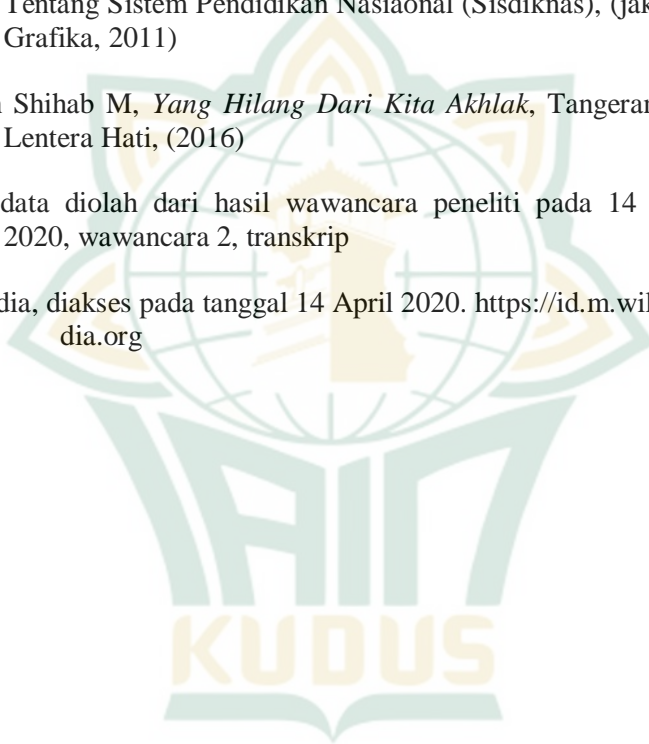 Tentang Sistem Pendidikan Nasiaonal (Sisdiknas), (jak
Grafika, 2011)
Shihab M, Yang Hilang Dari Kita Akhlak, Tangeran
Lentera Hati, (2016)
data diolah dari hasil wawancara peneliti pada 14
2020, wawancara 2, transkrip
dia, diakses pada tanggal 14 April 2020. https://id.m.wil
dia.org
IAIN
KUDUS